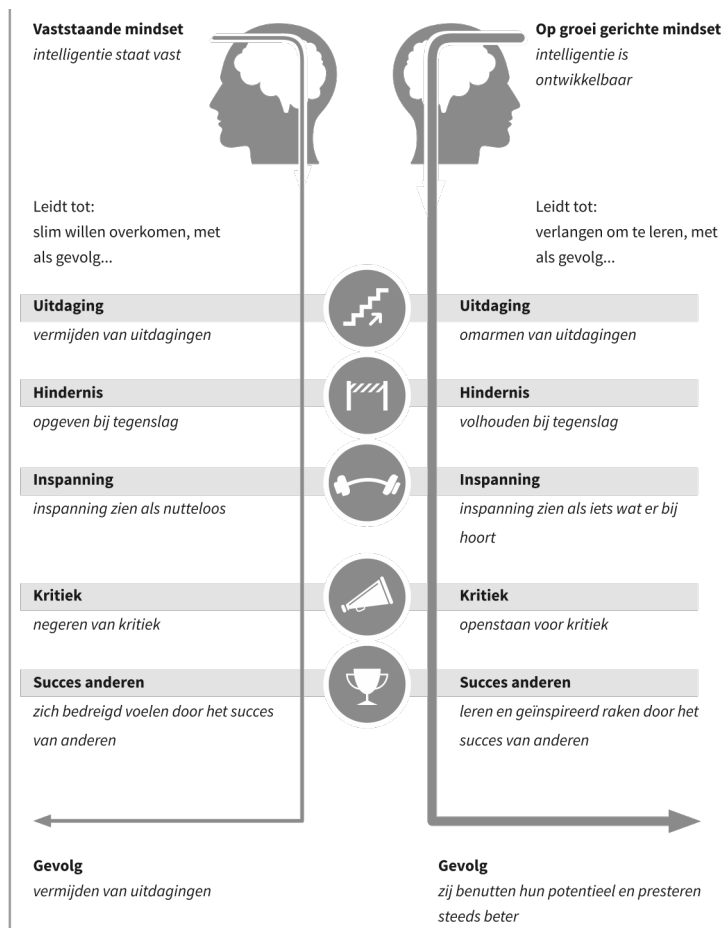 Vaststaande mindset
intelligentie staat vast
Op groei gerichte mindset
intelligentie is
ontwikkelbaar
Leidt tot:
slim willen overkomen, met
als gevolg...
Leidt tot:
verlangen om te leren, met
als gevolg...
Uitdaging
vermijden van uitdagingen
Uitdaging
omarmen van uitdagingen
Hindernis
opgeven bij tegenslag
Hindernis
volhouden bij tegenslag
Inspanning
inspanning zien als nutteloos
Inspanning
inspanning zien als iets wat er bij
hoort
Kritiek
negeren van kritiek
Kritiek
openstaan voor kritiek
Succes anderen
zich bedreigd voelen door het succes
van anderen
Succes anderen
leren en geïnspireerd raken door het
succes van anderen
Gevolg
vermijden van uitdagingen
Gevolg
zij benutten hun potentieel en presteren
steeds beter